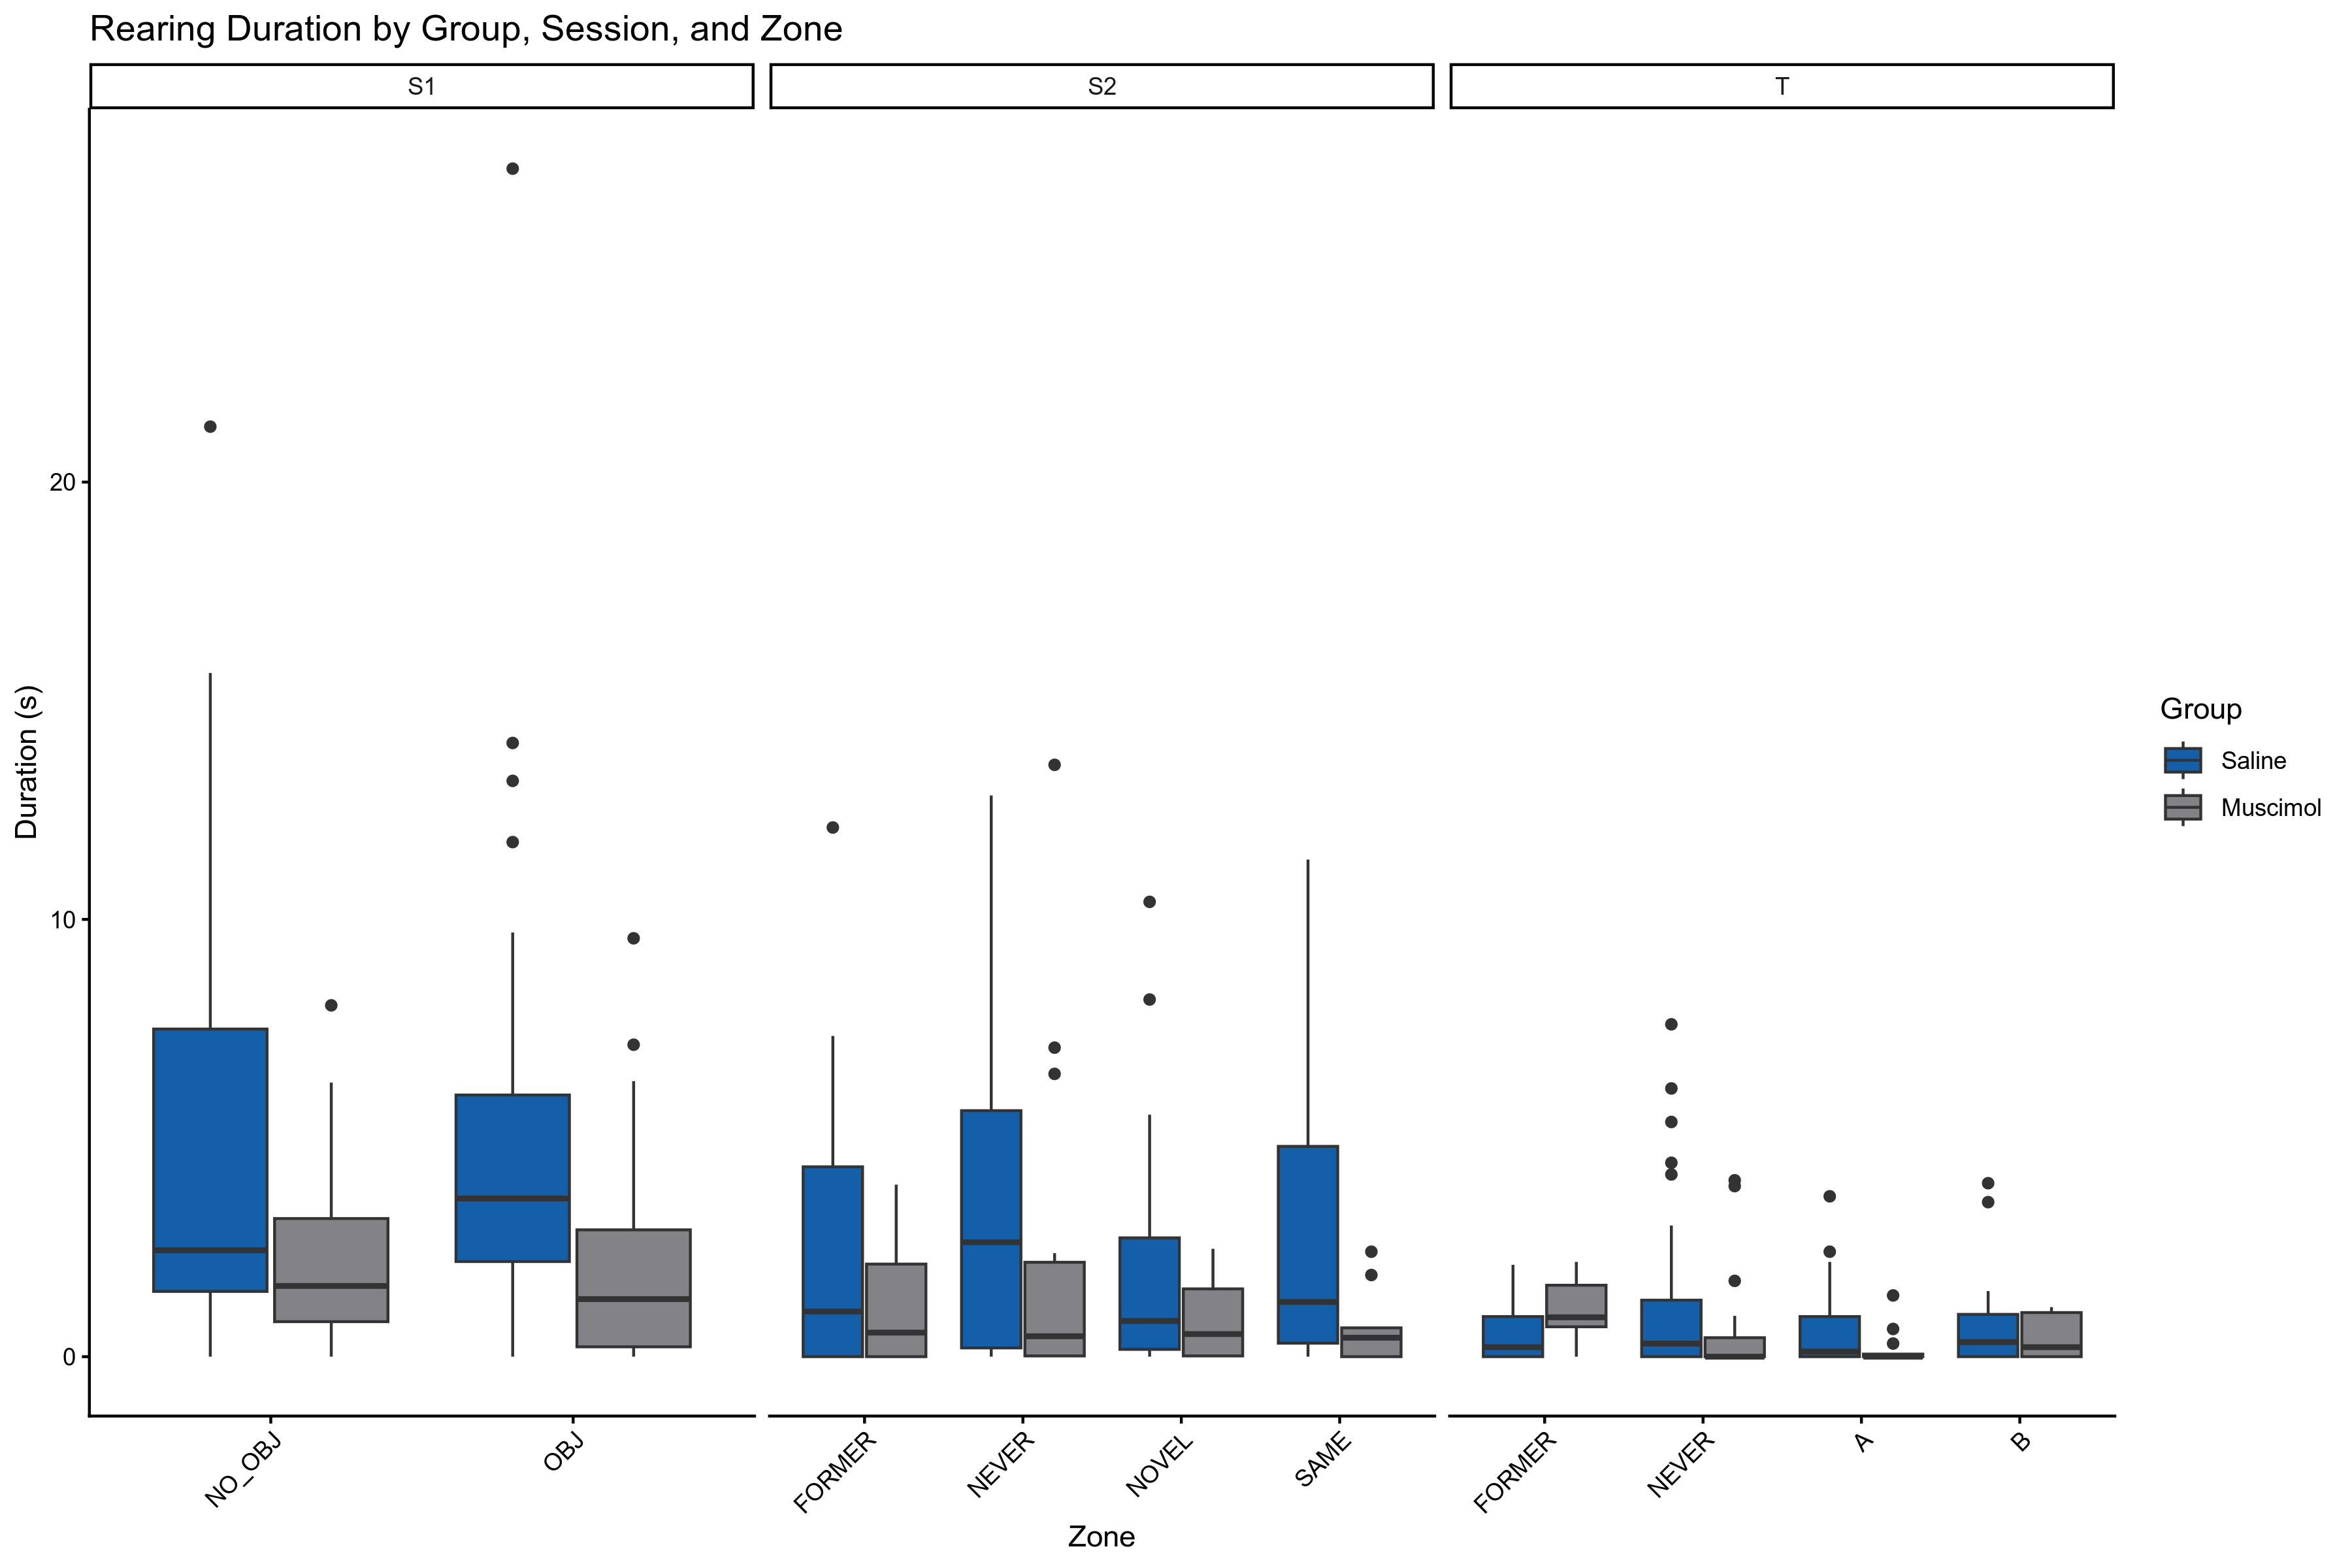 Rearing Duration by Group, Session, and Zone
S1
S2
T
20
10
0
Duration (s)
NO_OBJ
OBJ
FORMER
NEVER
NOVEL
SAME
FORMER
NEVER
A
B
Zone
Group
Saline
Muscimol